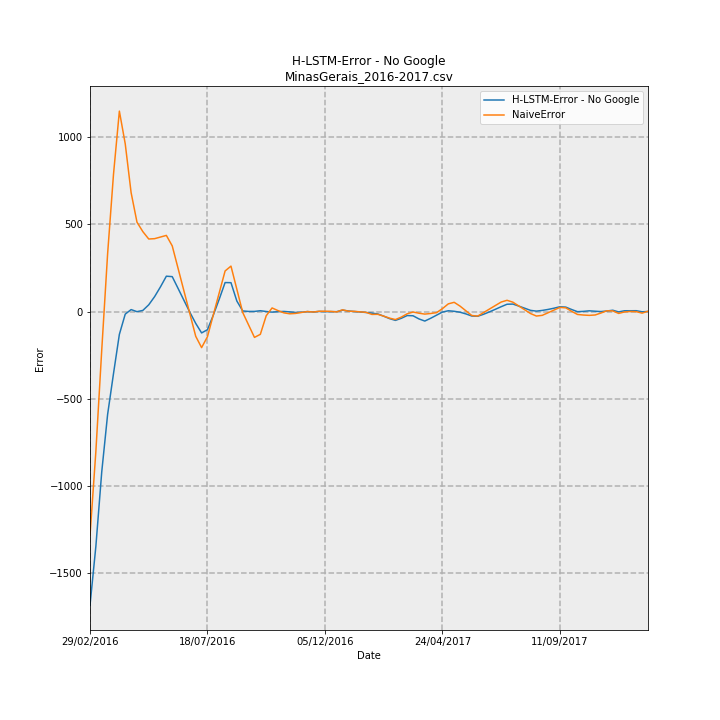 H-LSTM-Error - No Google
MinasGerais_2016-2017.csv
H-LSTM-Error - No Google
NaiveError
1000
500
0
−500
−1000
−1500
Error
29/02/2016
18/07/2016
05/12/2016
24/04/2017
11/09/2017
Date